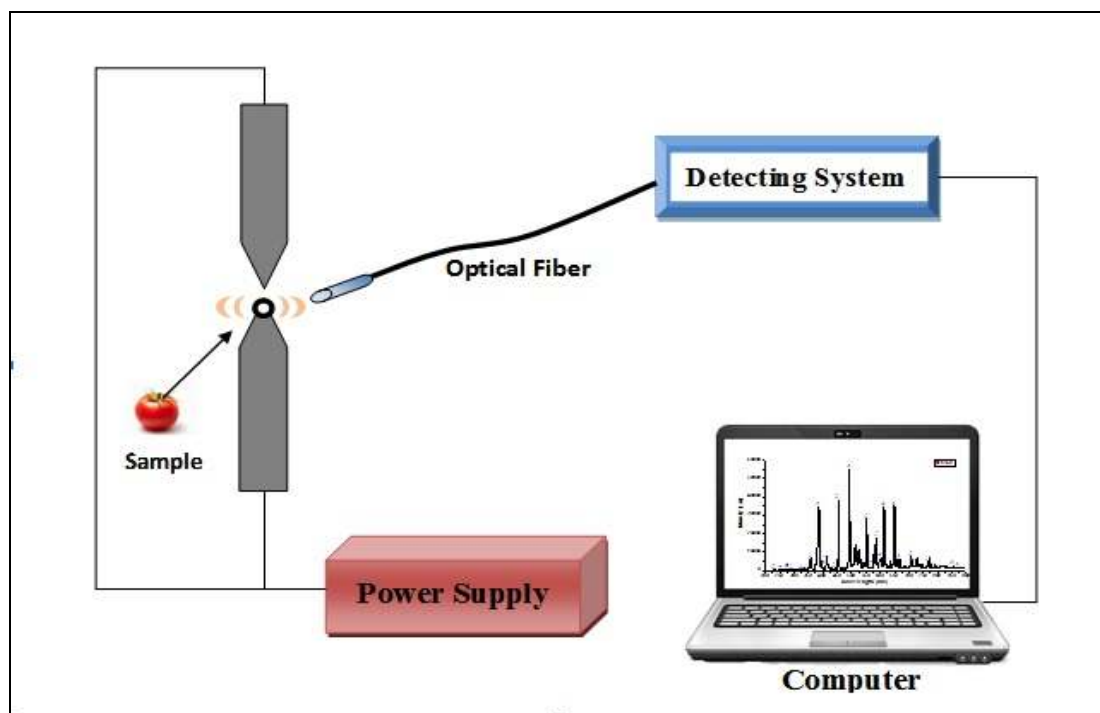 Detecting System
Optical Fiber
Sample
Power Supply
Computer